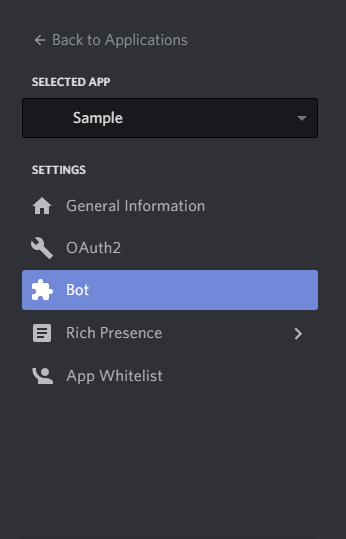 Back to Applications
SELECTED APP
Sample
SETTINGS
General Information
OAuth2
Bot
Rich Presence
App Whitelist